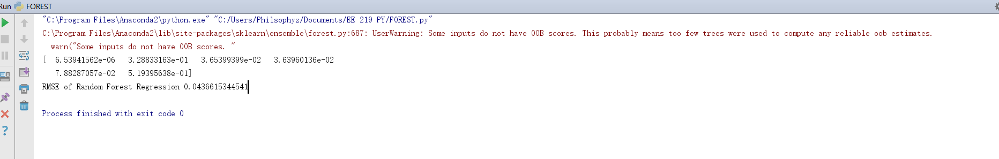 Run FOREST
"C:\Program Files\Anaconda2\python.exe" "C:/Users/Philsophyz/Documents/EE 219 PY/FOREST.py"
C:\Program Files\Anaconda2\lib\site-packages\sklearn\ensemble\forest.py:687: UserWarning: Some inputs do not have OOB scores. This probably means too few trees were used to compute any reliable oob estimates.
warn("Some inputs do not have OOB scores. "
[ 6.53941562e-06 3.28833163e-01 3.65399399e-02 3.63960136e-02
7.88287057e-02 5.19395638e-01]
RMSE of Random Forest Regression 0.0436615344541
Process finished with exit code 0